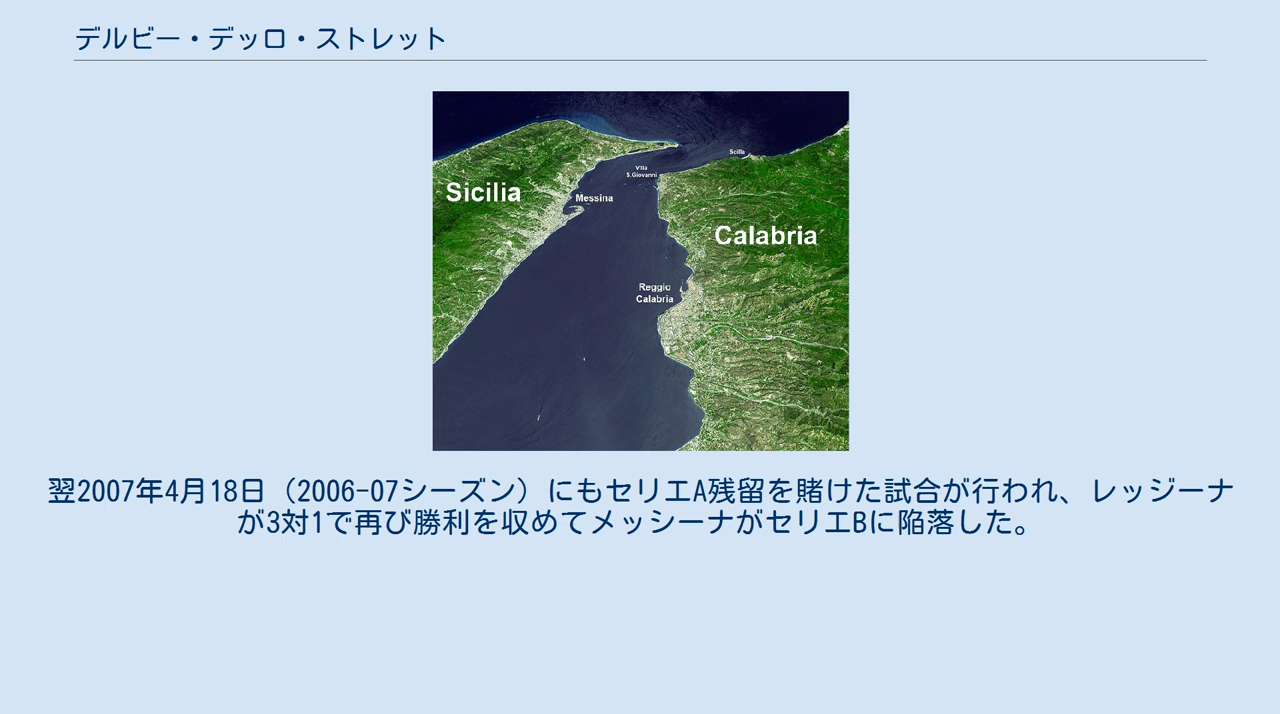 デルビー・デッロ・ストレット
Scilla
Villa
S.Giovanni
Sicilia
Messina
Calabria
Reggio
Calabria
翌2007年4月18日（2006-07シーズン）にもセリエA残留を賭けた試合が行われ、レッジーナ
が3対1で再び勝利を収めてメッシーナがセリエBに陥落した。